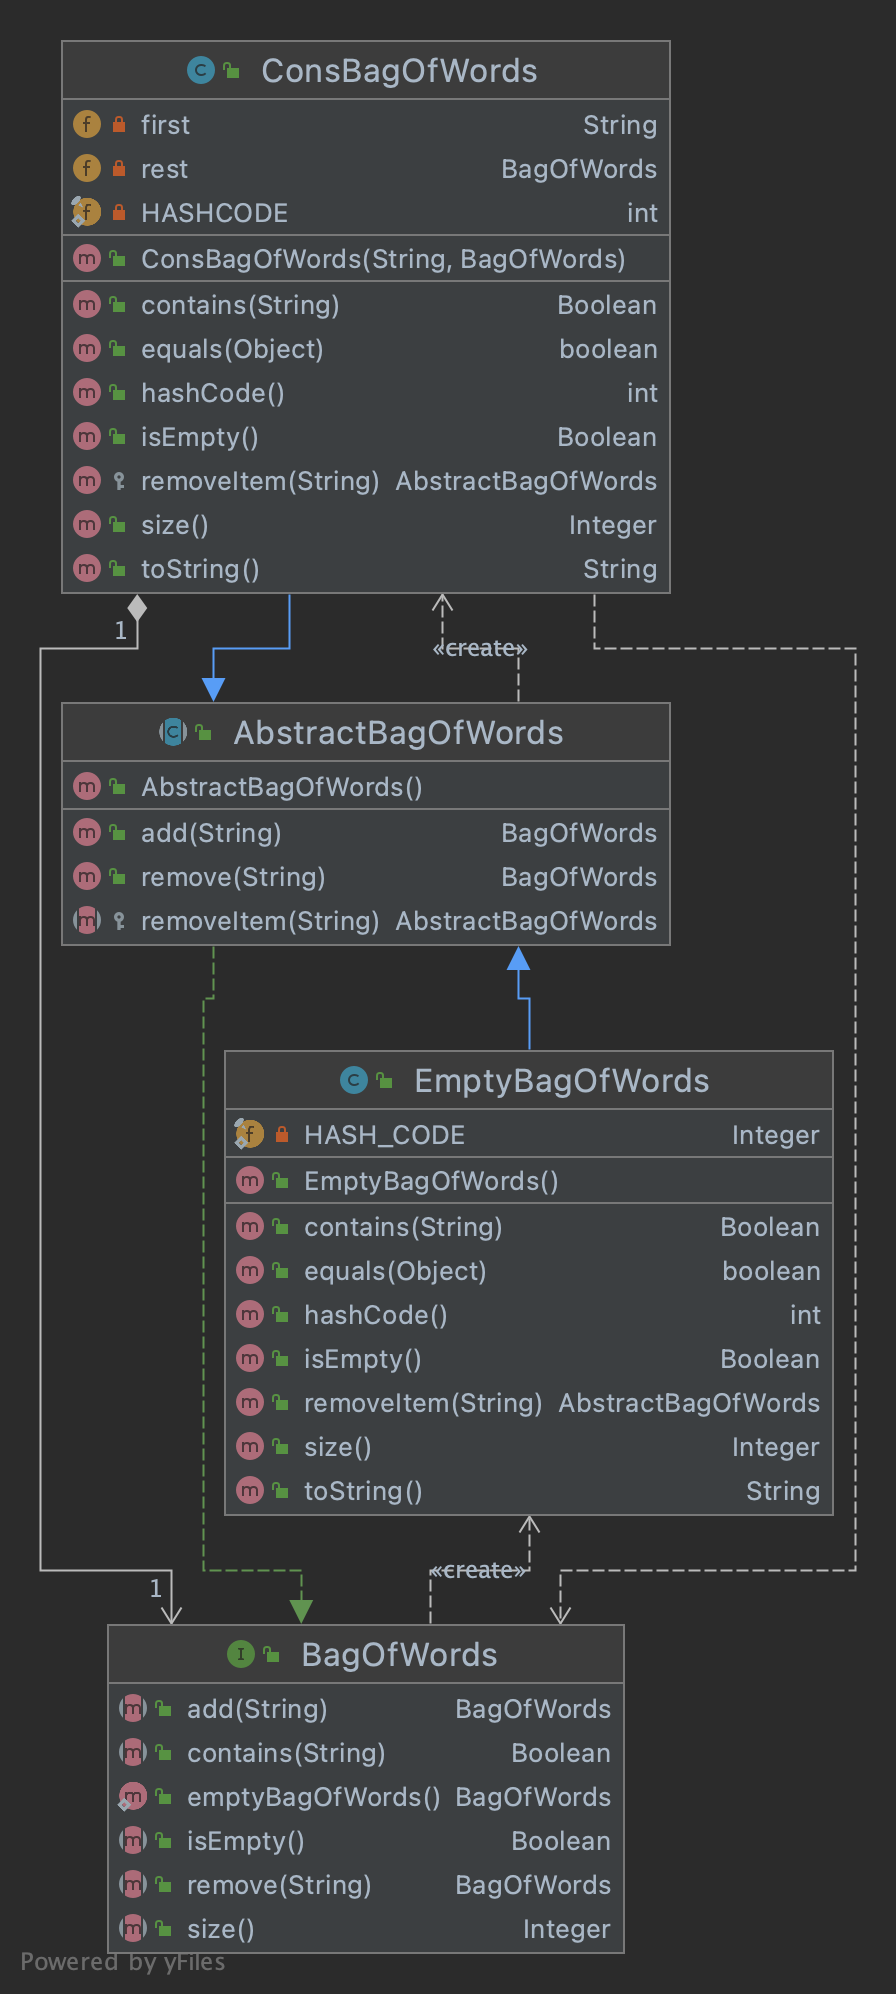 ConsBagOfWords
first String
rest BagOfWords
HASHCODE int
ConsBagOfWords(String, BagOfWords)
contains(String) Boolean
equals(Object) boolean
hashCode() int
isEmpty() Boolean
removeItem(String) AbstractBagOfWords
size() Integer
toString() String
1
«create»
AbstractBagOfWords
AbstractBagOfWords()
add(String) BagOfWords
remove(String) BagOfWords
removeItem(String) AbstractBagOfWords
EmptyBagOfWords
HASH_CODE Integer
EmptyBagOfWords()
contains(String) Boolean
equals(Object) boolean
hashCode() int
isEmpty() Boolean
removeItem(String) AbstractBagOfWords
size() Integer
toString() String
«create»
1
BagOfWords
add(String) BagOfWords
contains(String) Boolean
emptyBagOfWords() BagOfWords
isEmpty() Boolean
remove(String) BagOfWords
size() Integer
Powered by yFiles